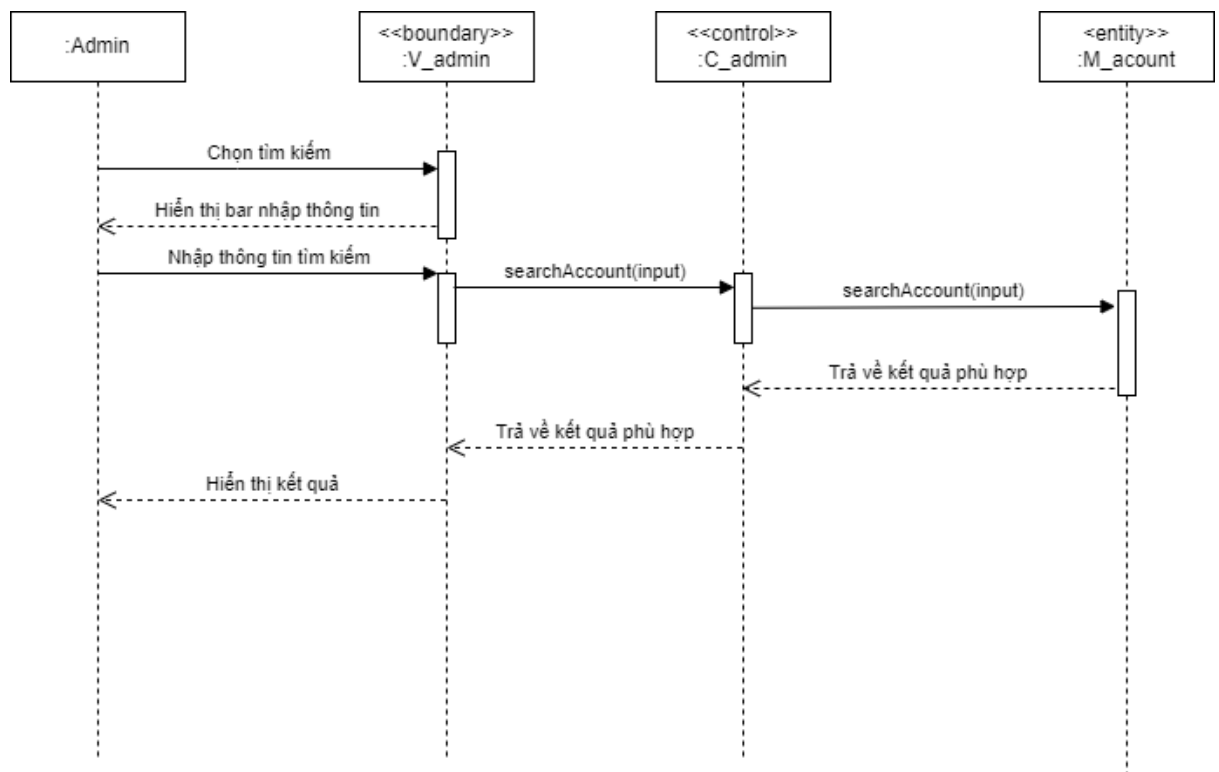 :Admin
<<boundary>>
:V_admin
<<control>>
:C_admin
<entity>>
:M_acount
Chọn tìm kiếm
Hiển thị bar nhập thông tin
Nhập thông tin tìm kiếm
searchAccount(input)
searchAccount(input)
Trả về kết quả phù hợp
Trả về kết quả phù hợp
Hiển thị kết quả